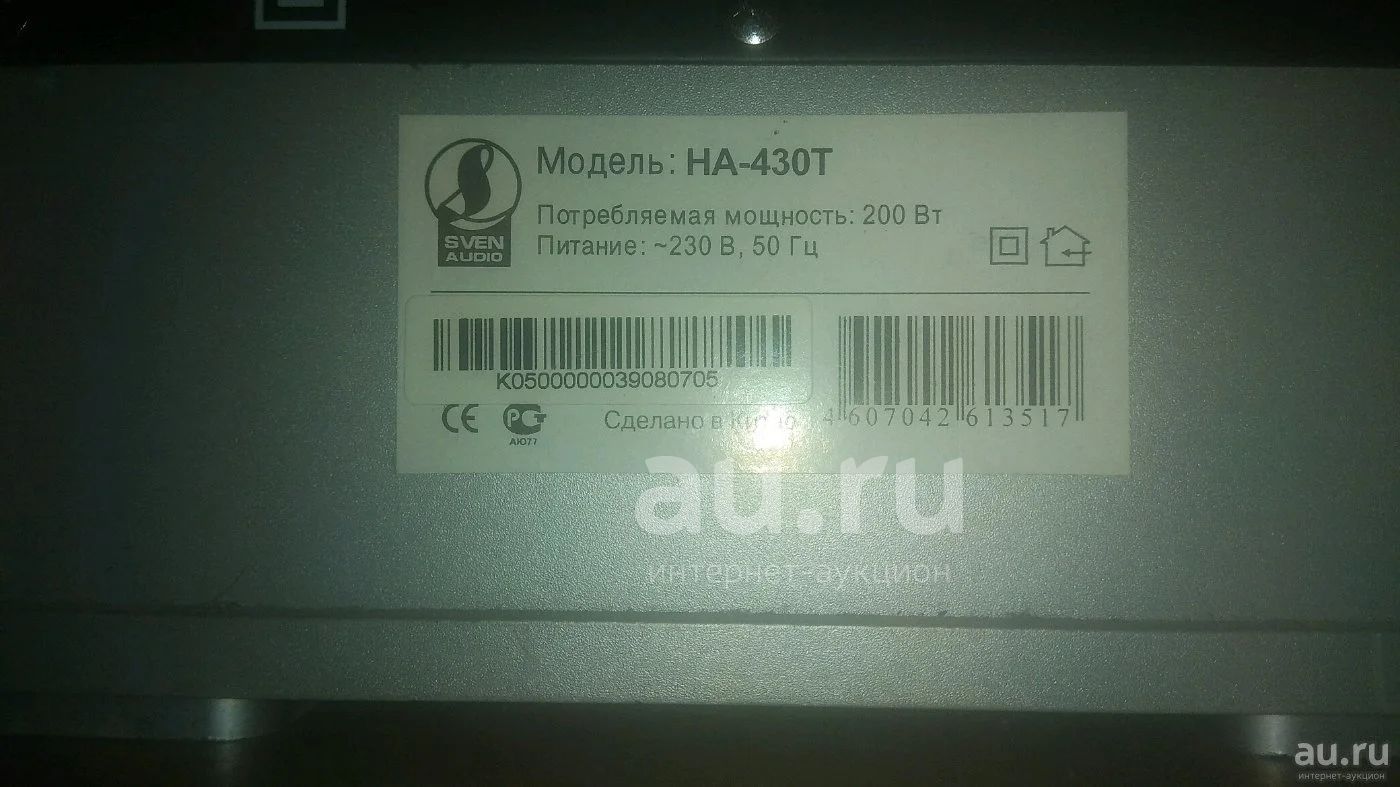 Модель: HA-430T
Потребляемая мощность: 200 Вт
Питание: ~230 В, 50 Гц
SVEN
AUDIO
K0500000039080705
CE
РСТ
АЮ77
Сделано в Китае
4 607042 613517
au.ru
интернет-аукцион
au.ru
интернет-аукцион